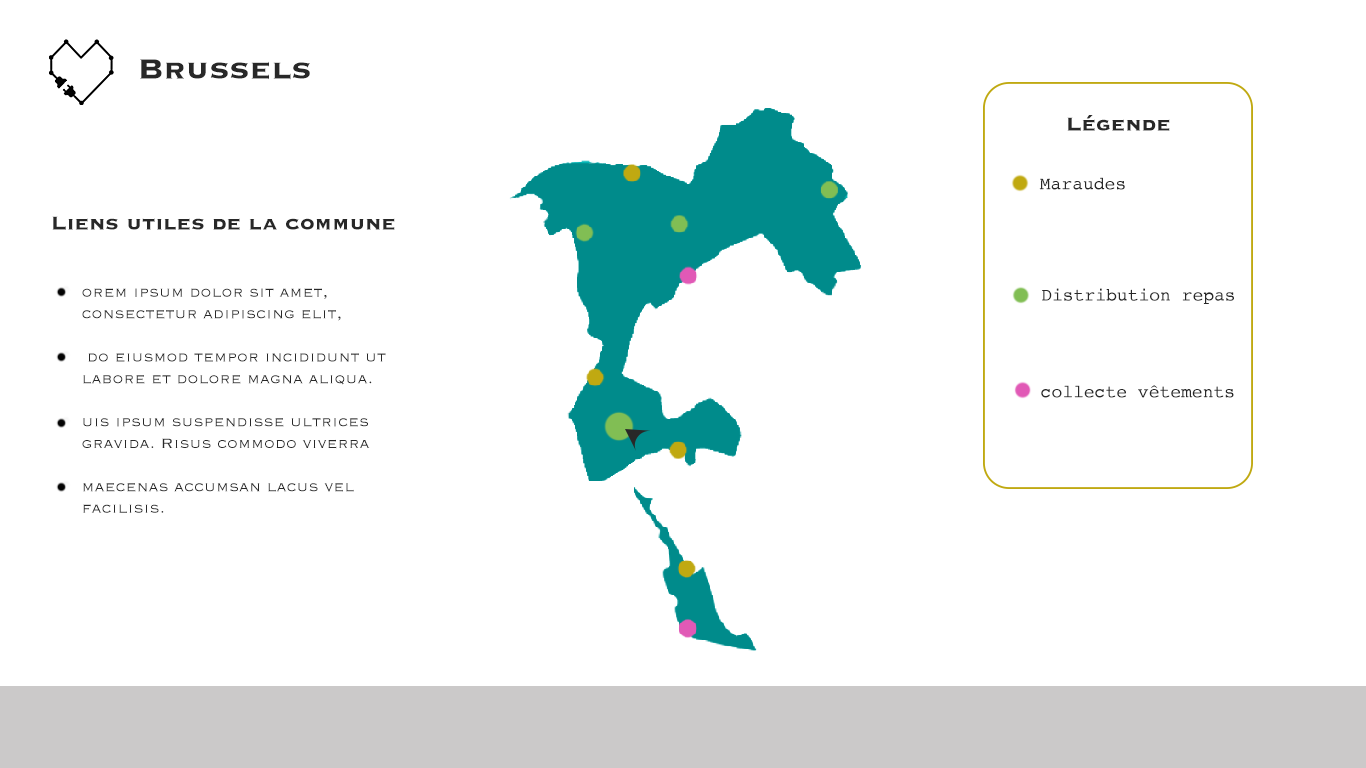 Brussels
Liens utiles de la commune
orem ipsum dolor sit amet,
consectetur adipiscing elit,
do eiusmod tempor incididunt ut
labore et dolore magna aliqua.
uis ipsum suspendisse ultrices
gravida. Risus commodo viverra
maecenas accumsan lacus vel
facilisis.
Légende
Maraudes
Distribution repas
collecte vêtements